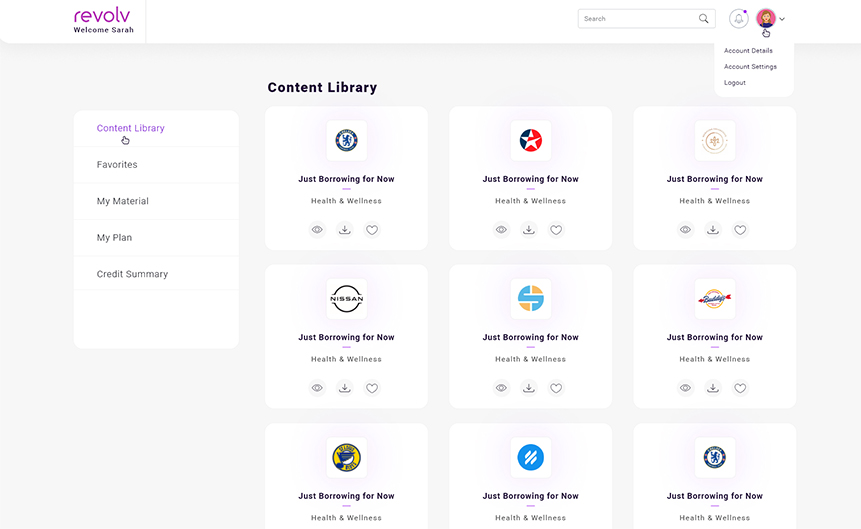 revolv
Welcome Sarah
Search
Account Details
Account Settings
Logout
Content Library
Content Library
Favorites
My Material
My Plan
Credit Summary
Just Borrowing for Now
Health & Wellness
Just Borrowing for Now
Health & Wellness
Just Borrowing for Now
Health & Wellness
NISSAN
Just Borrowing for Now
Health & Wellness
Just Borrowing for Now
Health & Wellness
Buddy's
Just Borrowing for Now
Health & Wellness
Just Borrowing for Now
Health & Wellness
Just Borrowing for Now
Health & Wellness
Just Borrowing for Now
Health & Wellness